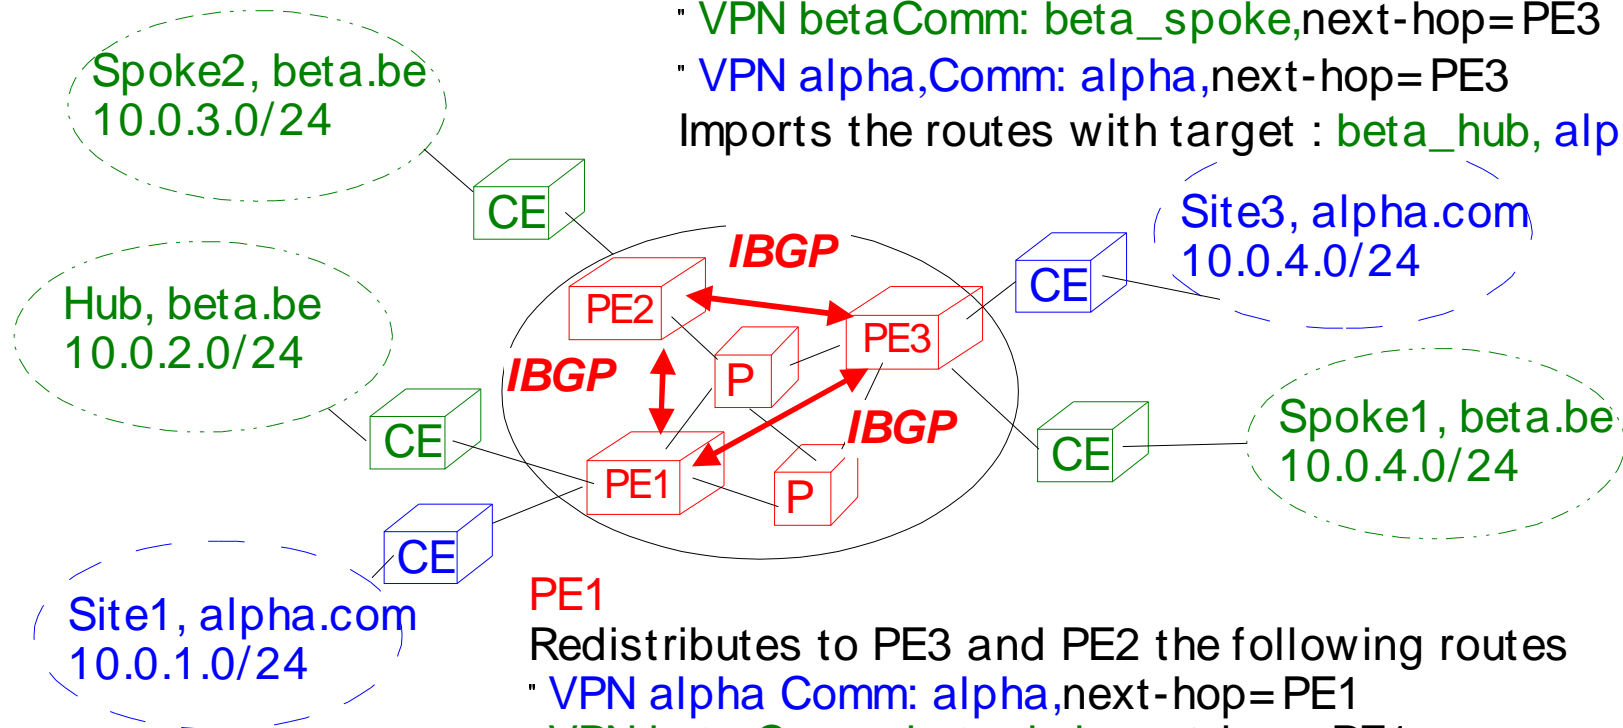 " VPN betaComm: beta_spoke,next-hop=PE3
" VPN alpha,Comm: alpha,next-hop=PE3
Imports the routes with target : beta_hub, alp
Spoke2, beta.be
10.0.3.0/24
CE
Site3, alpha.com
10.0.4.0/24
CE
IBGP
PE2
PE3
Hub, beta.be
10.0.2.0/24
IBGP
P
IBGP
CE
CE
Spoke1, beta.be
10.0.4.0/24
PE1
P
CE
Site1, alpha.com
10.0.1.0/24
PE1
Redistributes to PE3 and PE2 the following routes
" VPN alpha Comm: alpha,next-hop=PE1